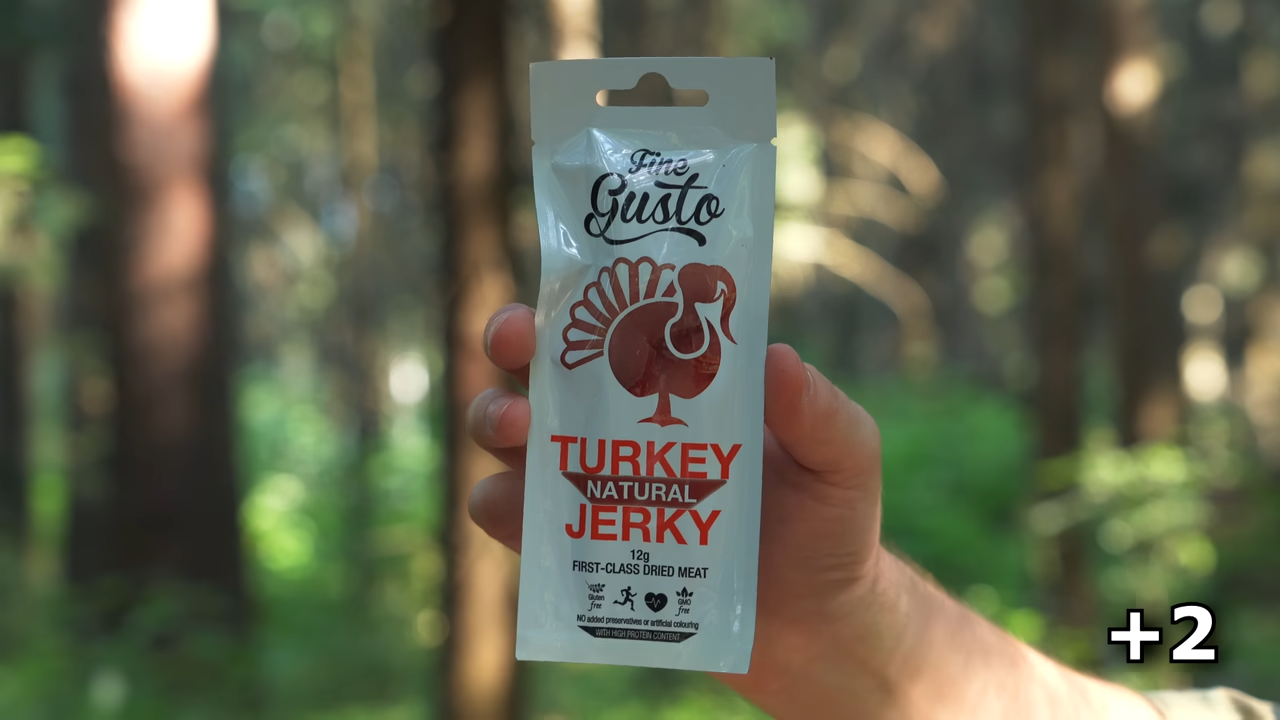 Fine
Gusto
TURKEY
NATURAL
JERKY
12g
FIRST-CLASS DRIED MEAT
Gluten
free
GMO
free
NO added preservatives or artificial colouring
WITH HIGH PROTEIN CONTENT
+2